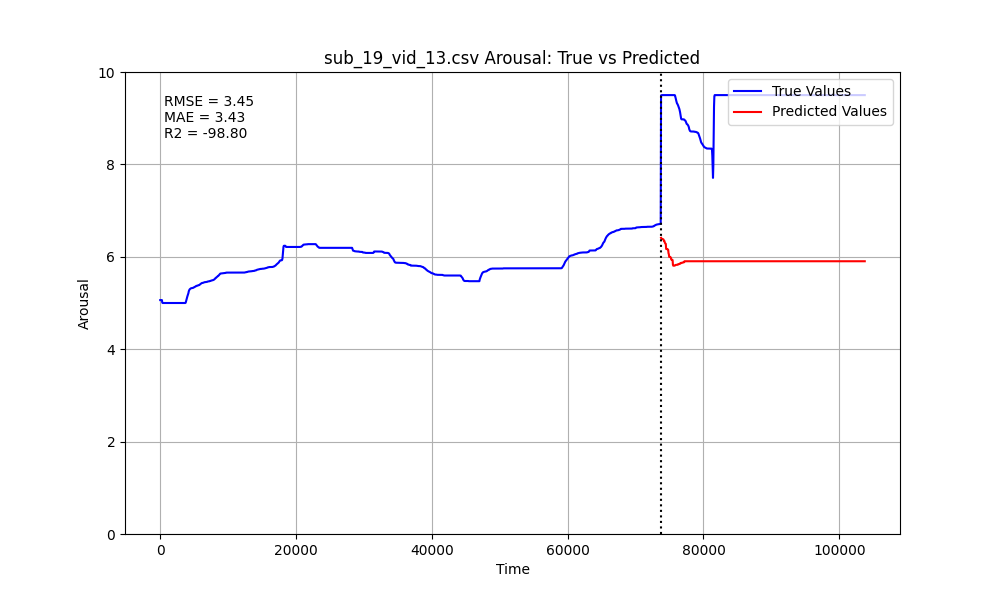 sub_19_vid_13.csv Arousal: True vs Predicted
RMSE = 3.45
MAE = 3.43
R2 = -98.80
True Values
Predicted Values
10
8
6
4
2
0
Arousal
0
20000
40000
60000
80000
100000
Time